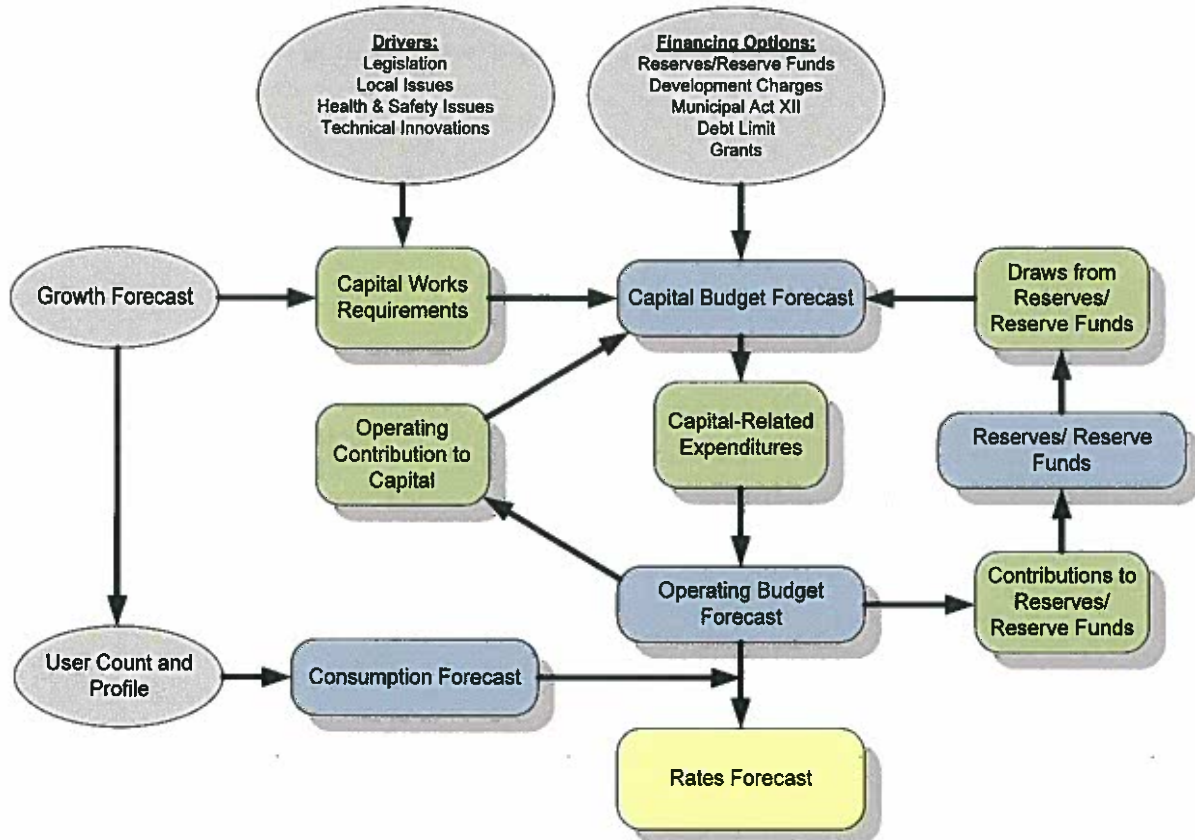 Drivers:
Legislation
Local Issues
Health & Safety Issues
Technical Innovations
Financing Options:
Reserves/Reserve Funds
Development Charges
Municipal Act XII
Debt Limit
Grants
Growth Forecast
Capital Works
Requirements
Capital Budget Forecast
Draws from
Reserves/
Reserve Funds
Operating
Contribution to
Capital
Capital-Related
Expenditures
Reserves/ Reserve
Funds
Operating Budget
Forecast
Contributions to
Reserves/
Reserve Funds
User Count and
Profile
Consumption Forecast
Rates Forecast